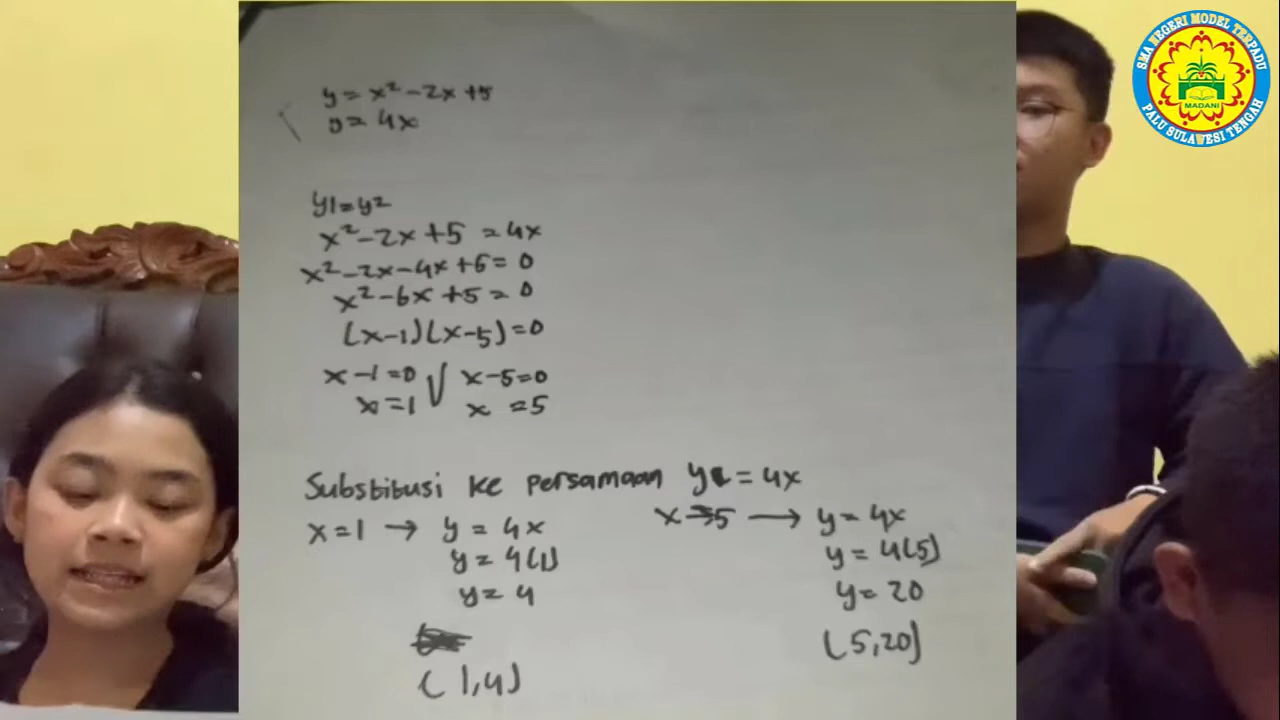 y = x² - 2x + 5
y = 4x
y1 = y2
x² - 2x + 5 = 4x
x² - 2x - 4x + 5 = 0
x² - 6x + 5 = 0
(x-1)(x-5) = 0
x - 1 = 0 V x - 5 = 0
x = 1 x = 5
Substitusi ke persamaan y = 4x
x = 1 → y = 4x
y = 4(1)
y = 4
(1,4)
x = 5 → y = 4x
y = 4(5)
y = 20
(5,20)
SMA NEGERI MODEL TERPADU
MADANI
PALU SULAWESI TENGAH